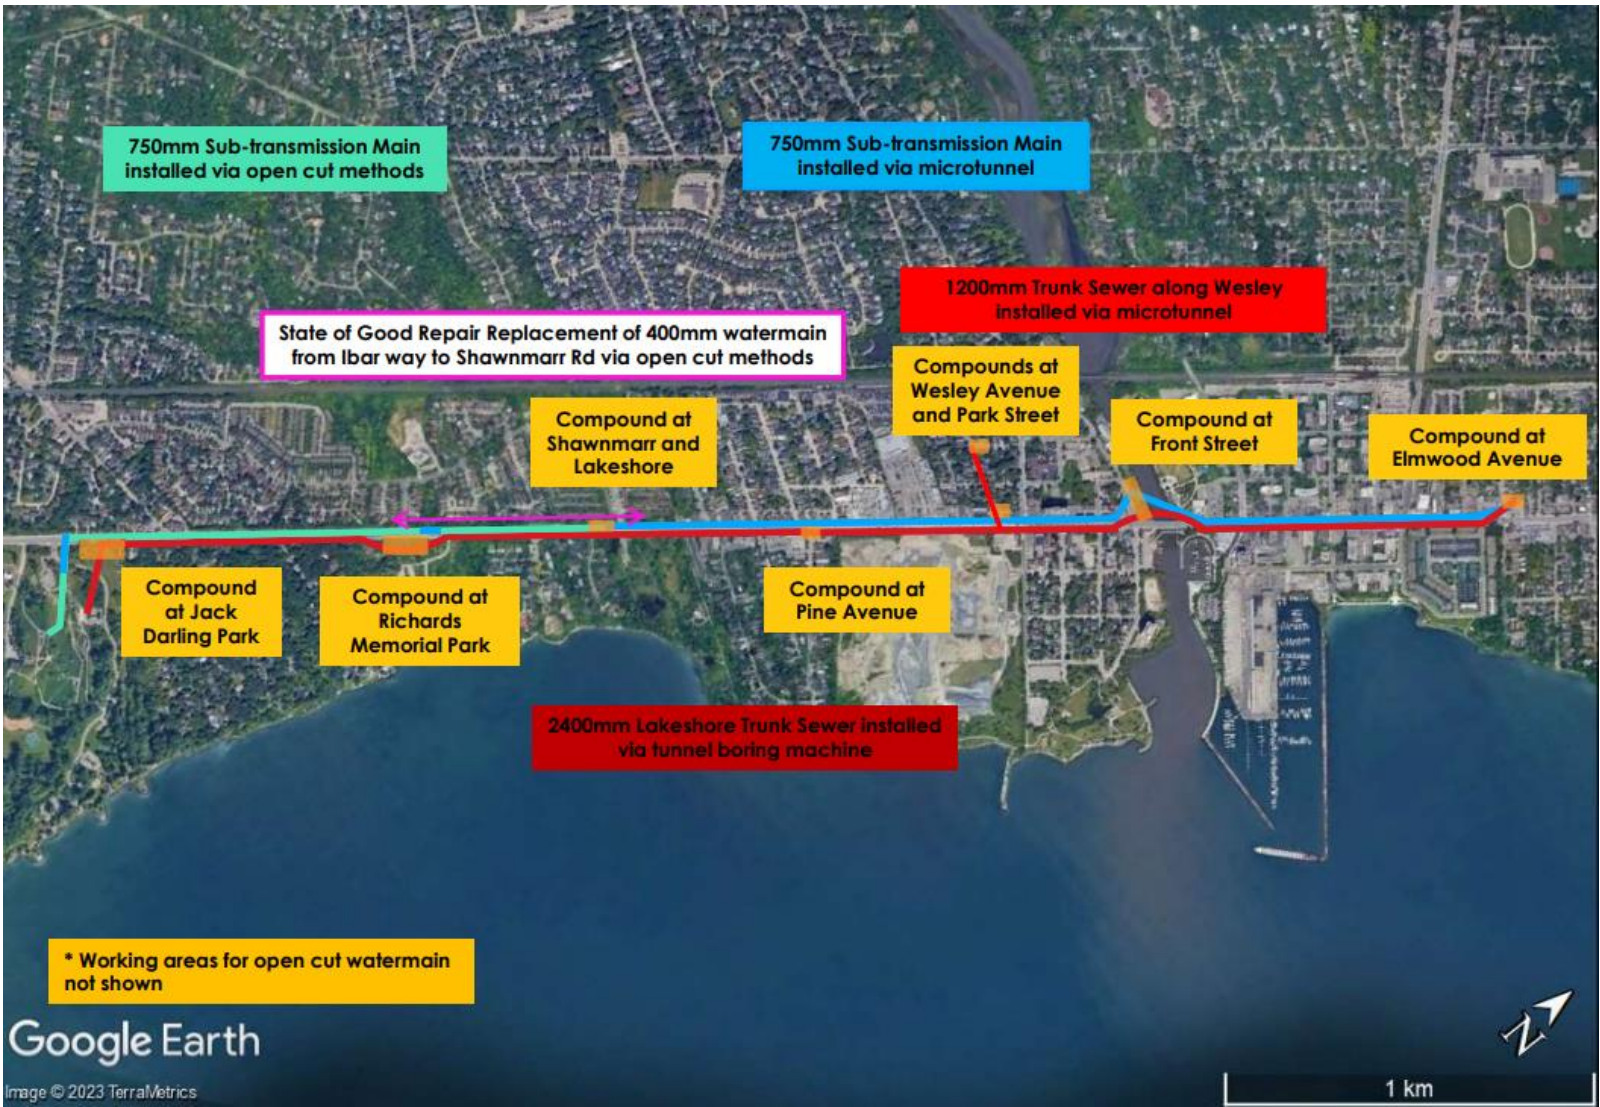 750mm Sub-transmission Main
installed via open cut methods
750mm Sub-transmission Main
installed via microtunnel
1200mm Trunk Sewer along Wesley
installed via microtunnel
State of Good Repair Replacement of 400mm watermain
from Ibar way to Shawnmarr Rd via open cut methods
Compounds at
Wesley Avenue
and Park Street
Compound at
Shawnmarr and
Lakeshore
Compound at
Front Street
Compound at
Elmwood Avenue
Compound
at Jack
Darling Park
Compound at
Richards
Memorial Park
Compound at
Pine Avenue
2400mm Lakeshore Trunk Sewer installed
via tunnel boring machine
* Working areas for open cut watermain
not shown
Google Earth
Image © 2023 TerraMetrics
N
1 km